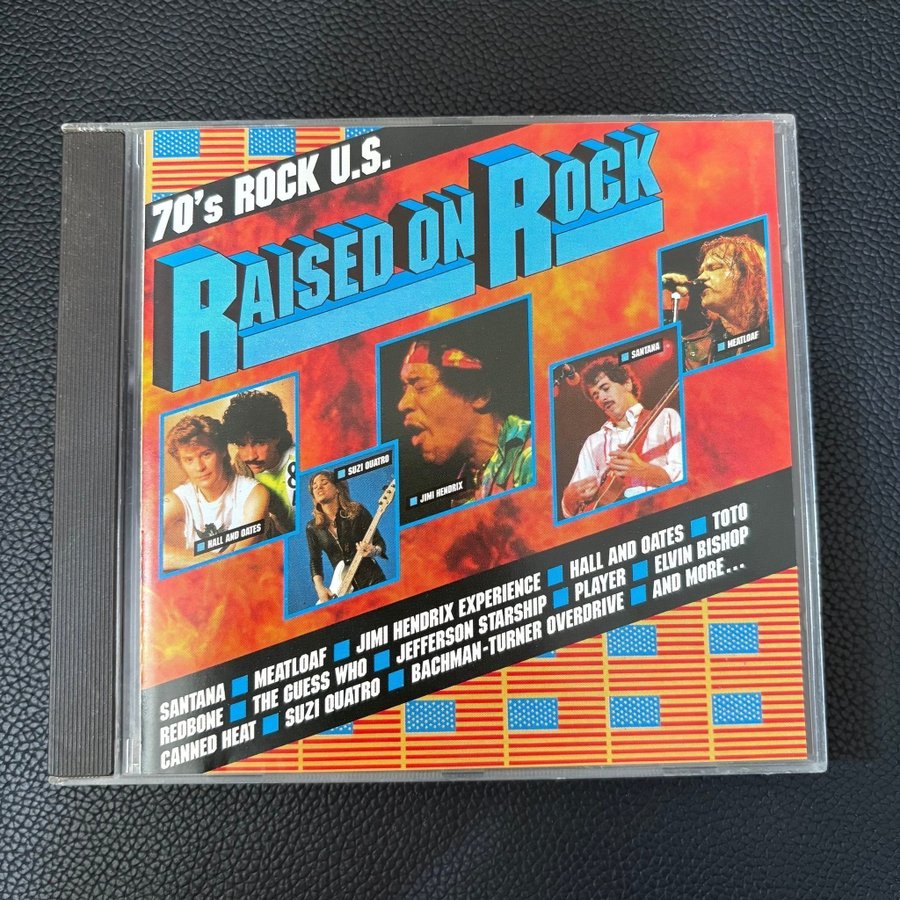 70's ROCK U.S.
RAISED ON ROCK
MEATLOAF
SANTANA
SUZI QUATRO
JIMI HENDRIX
HALL AND OATES
8
SANTANA ■ MEATLOAF ■ JIMI HENDRIX EXPERIENCE ■ HALL AND OATES ■ TOTO
REDBONE ■ THE GUESS WHO ■ JEFFERSON STARSHIP ■ PLAYER ■ ELVIN BISHOP
CANNED HEAT ■ SUZI QUATRO ■ BACHMAN-TURNER OVERDRIVE ■ AND MORE...